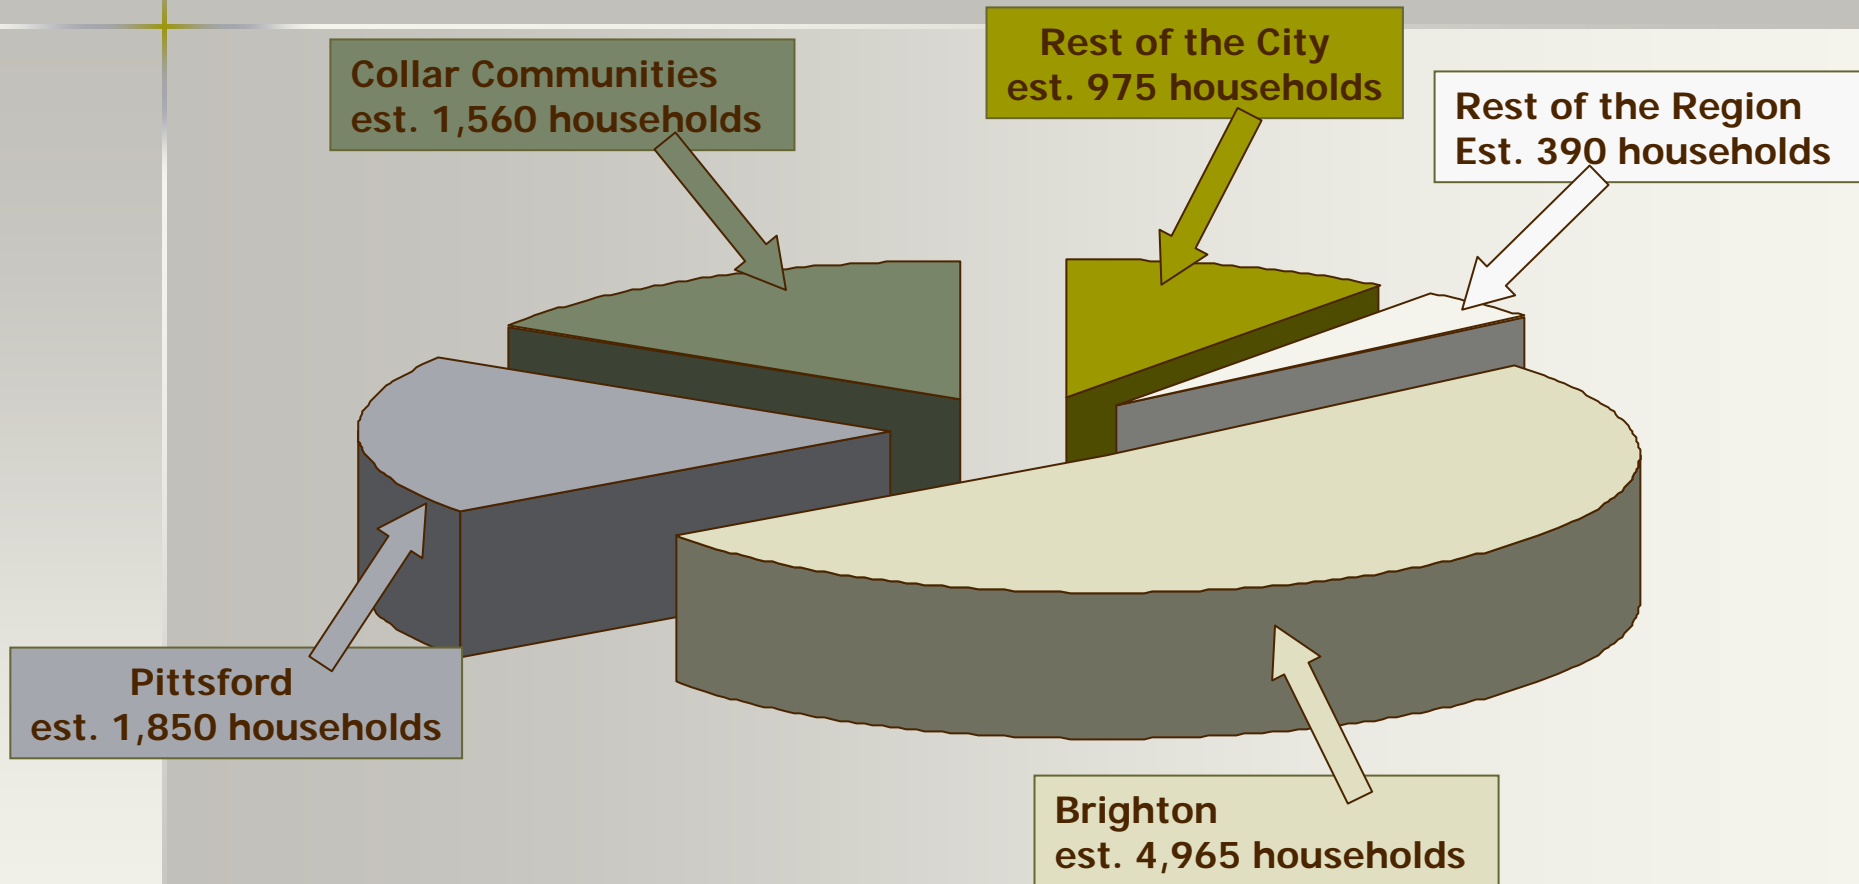 Collar Communities
est. 1,560 households
Rest of the City
est. 975 households
Rest of the Region
Est. 390 households
Pittsford
est. 1,850 households
Brighton
est. 4,965 households